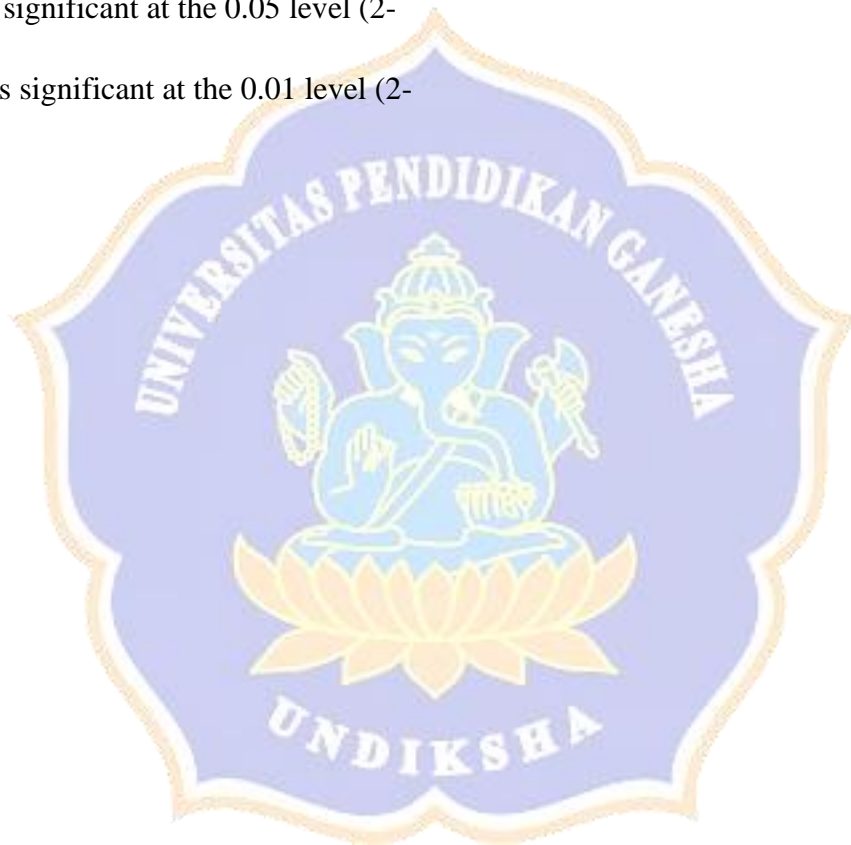 significant at the 0.05 level (2-
s significant at the 0.01 level (2-
UNIVERSITAS PENDIDIKAN GANESHA
UNDIKSHA